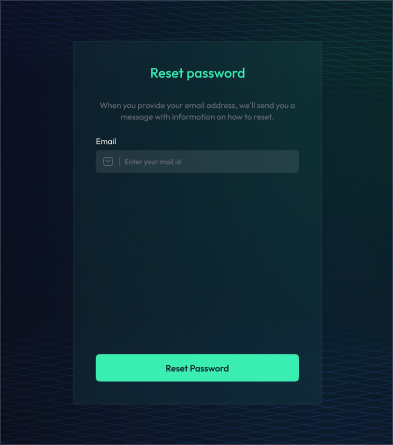 Reset password
When you provide your email address, we'll send you a
message with information on how to reset.
Email
Enter your mail id
Reset Password